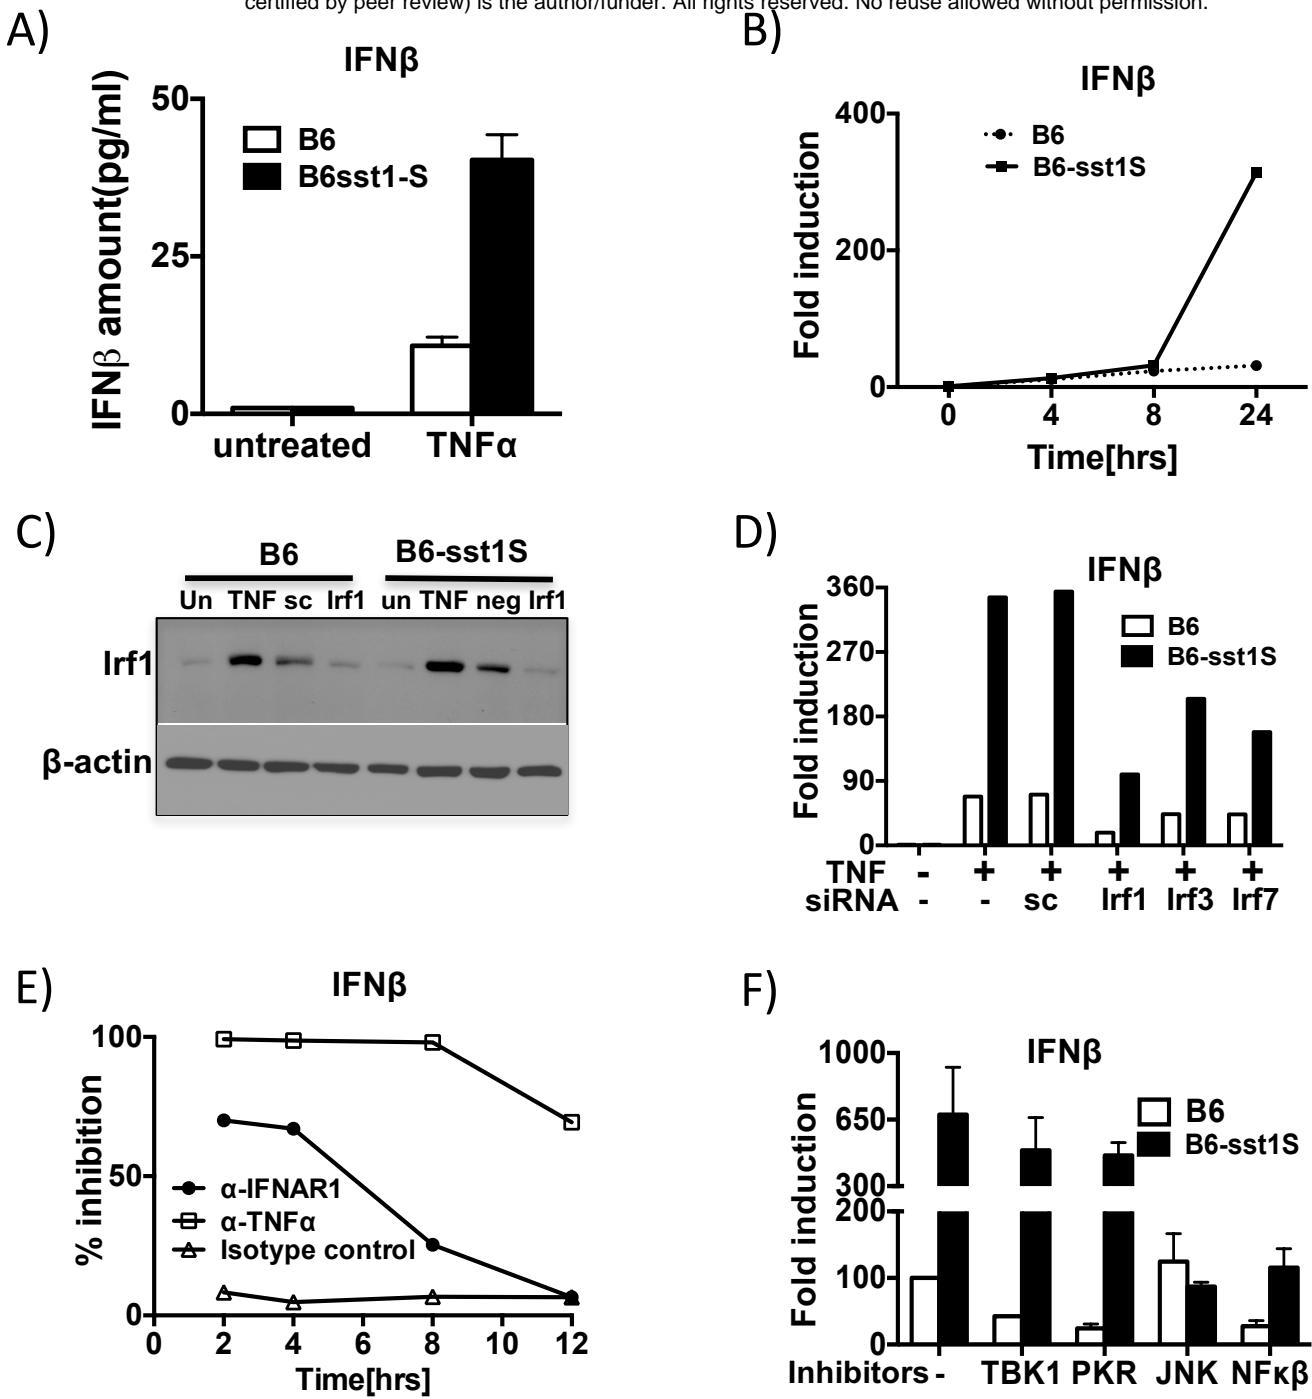 certified by peer review) is the author/funder. All rights reserved. No reuse allowed without permission.
A)
IFNβ
IFNβ amount(pg/ml)
50
25
0
B6
B6sst1-S
untreated TNFα
B)
IFNβ
Fold induction
400
200
0
B6
B6-sst1S
0 4 8 24
Time[hrs]
C)
B6 B6-sst1S
Un TNF sc Irf1 un TNF neg Irf1
Irf1
β-actin
D)
IFNβ
Fold induction
360
270
180
90
0
B6
B6-sst1S
TNF - + + + + +
siRNA - - sc Irf1 Irf3 Irf7
E)
IFNβ
% inhibition
100
50
0
α-IFNAR1
α-TNFα
Isotype control
0 2 4 6 8 10 12
Time[hrs]
F)
IFNβ
Fold induction
1000
650
300
Fold induction
200
100
0
B6
B6-sst1S
Inhibitors - TBK1 PKR JNK NFκβ